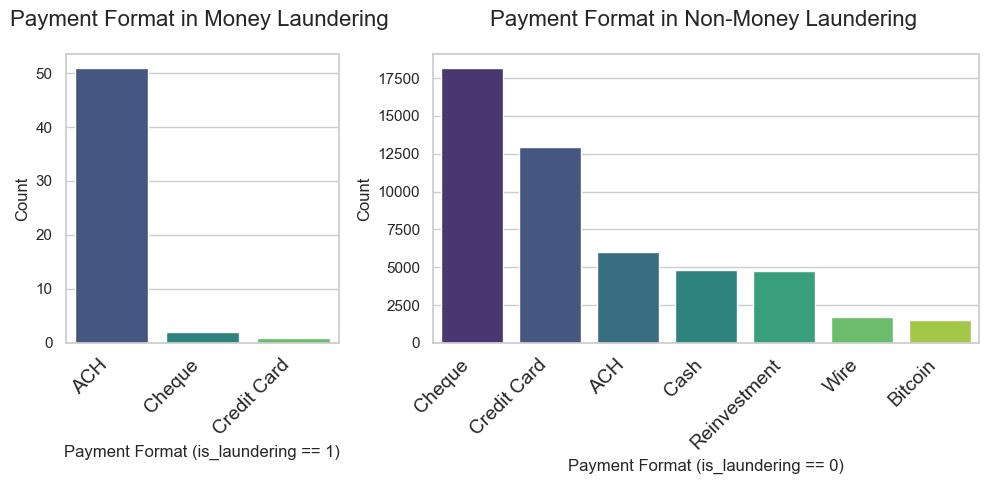 Payment Format in Money Laundering
50
40
30
20
10
0
Count
ACH
Cheque
Credit Card
Payment Format (is_laundering == 1)
Payment Format in Non-Money Laundering
17500
15000
12500
10000
7500
5000
2500
0
Count
Cheque
Credit Card
ACH
Cash
Reinvestment
Wire
Bitcoin
Payment Format (is_laundering == 0)